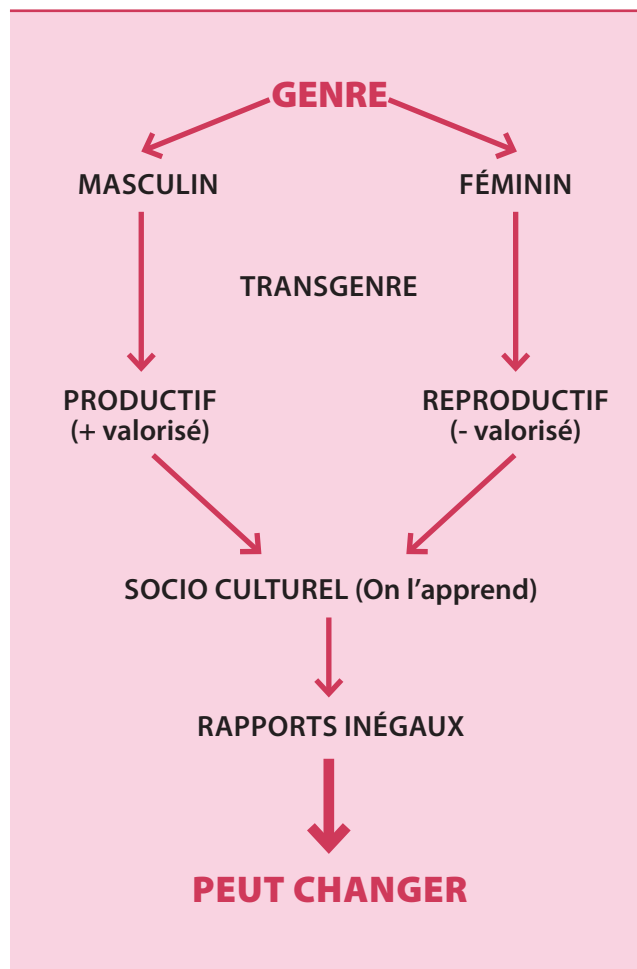 GENRE
MASCULIN
FÉMININ
TRANSGENRE
PRODUCTIF
(+ valorisé)
REPRODUCTIF
(- valorisé)
SOCIO CULTUREL (On l'apprend)
RAPPORTS INÉGAUX
PEUT CHANGER